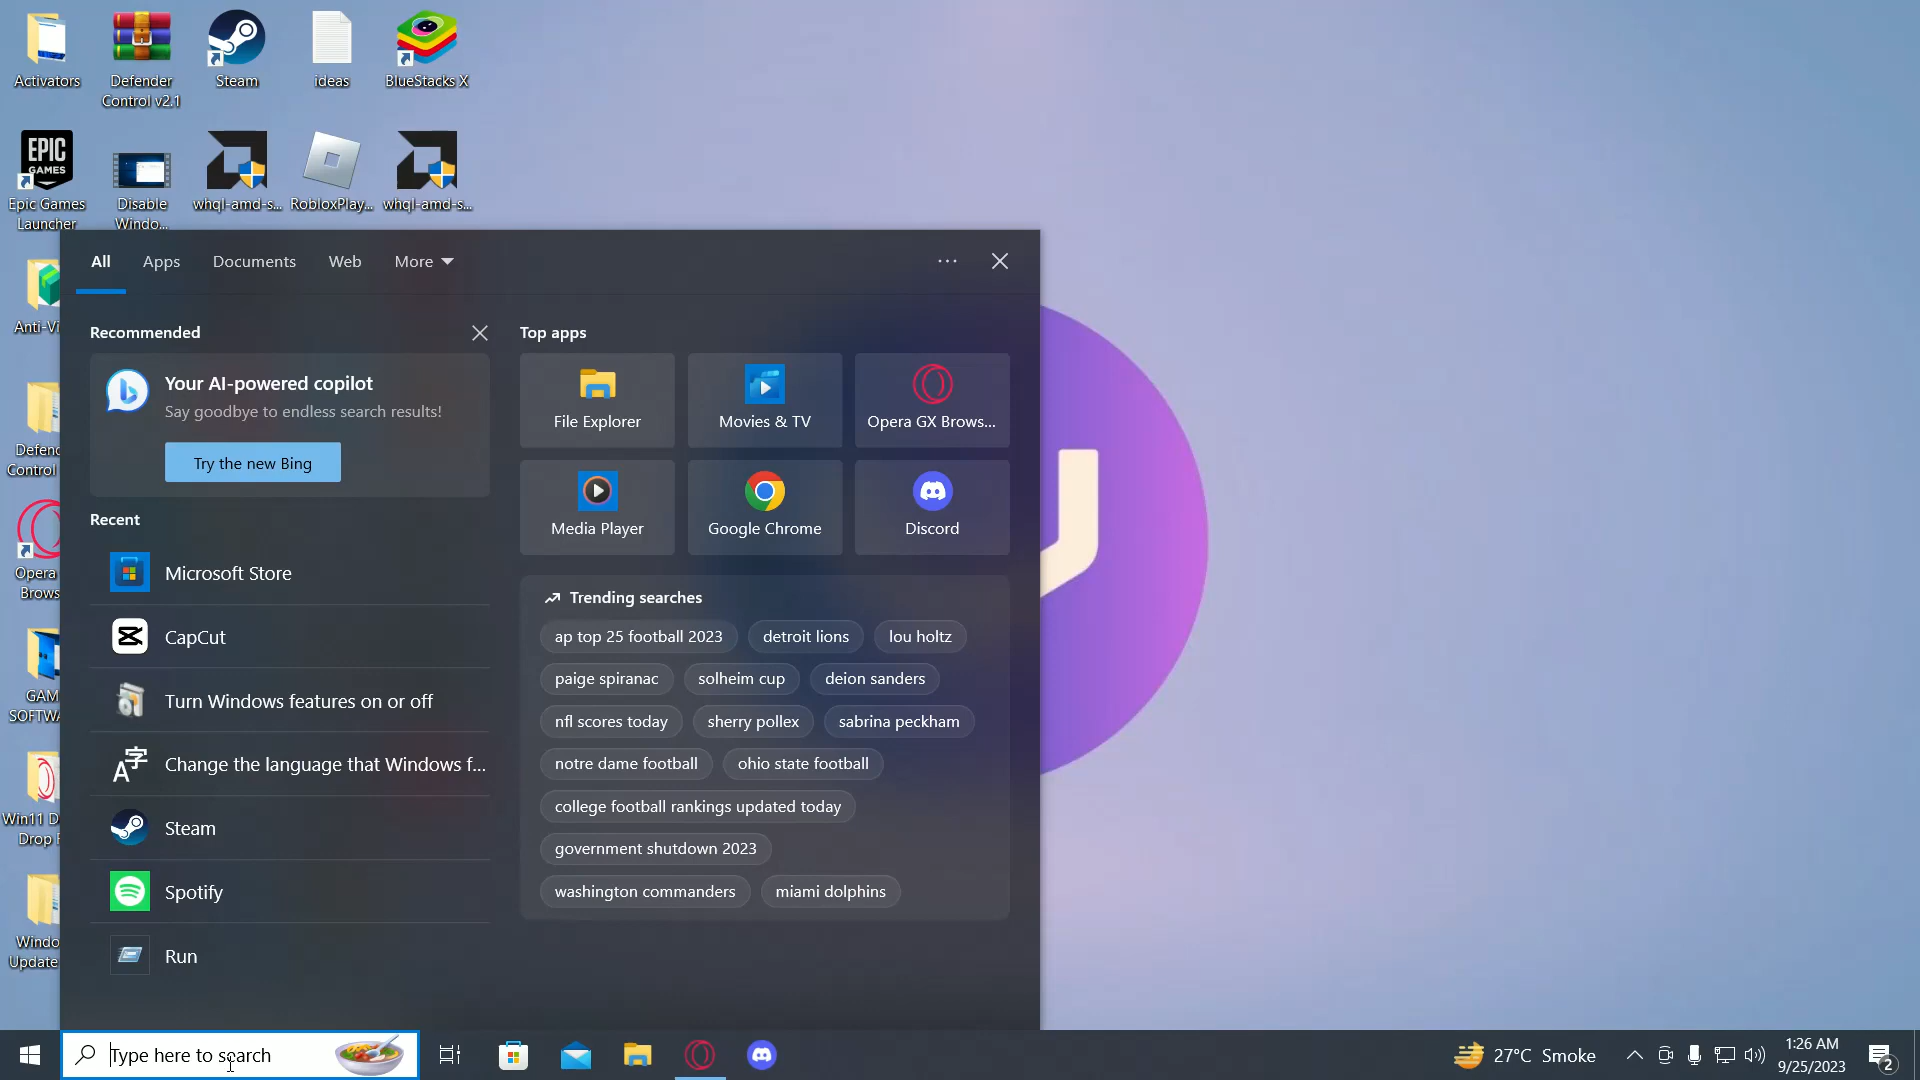 Activators
Defender
Control v2.1
Steam
ideas
BlueStacks X
EPIC
GAMES
Epic Games
Launcher
Disable
Windo...
whql-amd-s...
RobloxPlay...
whql-amd-s...
Anti-Vi
Defend
Control
Opera
Brows
GAM
SOFTWA
Win11 D
Drop F
Windo
Update
All
Apps
Documents
Web
More
Recommended
Your AI-powered copilot
Say goodbye to endless search results!
Try the new Bing
Recent
Microsoft Store
CapCut
Turn Windows features on or off
Change the language that Windows f...
Steam
Spotify
Run
Top apps
File Explorer
Movies & TV
Opera GX Brows...
Media Player
Google Chrome
Discord
Trending searches
ap top 25 football 2023
detroit lions
lou holtz
paige spiranac
solheim cup
deion sanders
nfl scores today
sherry pollex
sabrina peckham
notre dame football
ohio state football
college football rankings updated today
government shutdown 2023
washington commanders
miami dolphins
Type here to search
27°C Smoke
1:26 AM
9/25/2023
2